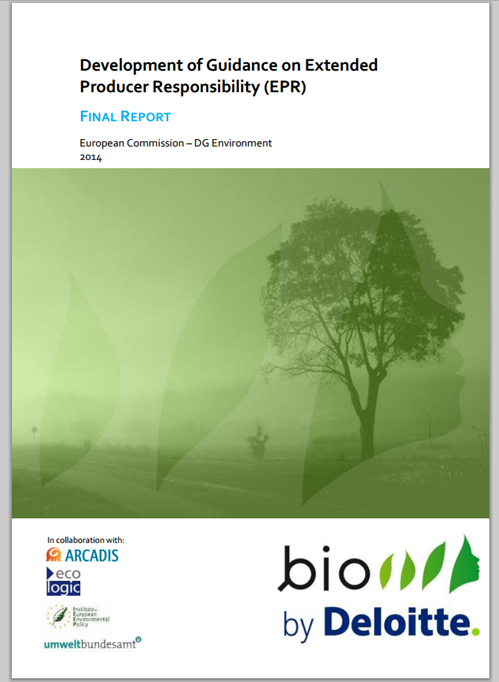 Development of Guidance on Extended
Producer Responsibility (EPR)
FINAL REPORT
European Commission – DG Environment
2014
In collaboration with:
ARCADIS
eco
logic
Institute for
European
Environmental
Policy
umweltbundesamt
bio
by Deloitte.